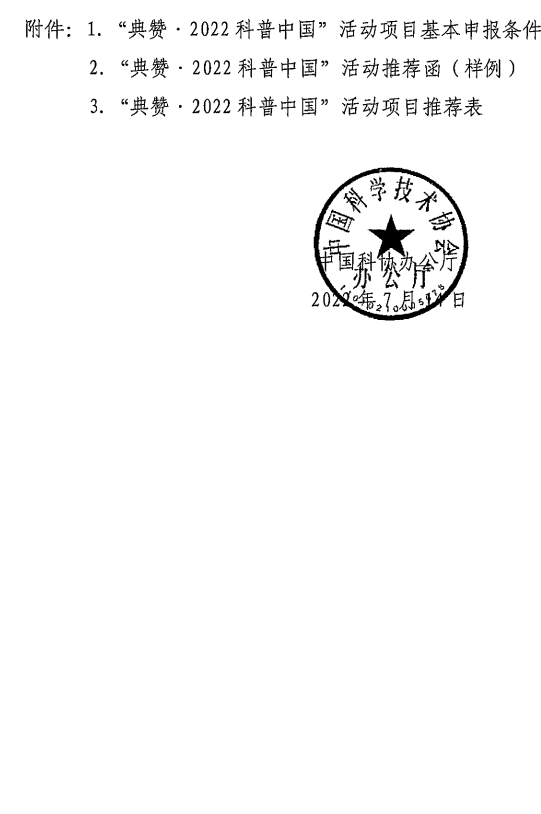 附件：1. “典赞·2022科普中国”活动项目基本申报条件
2. “典赞·2022科普中国”活动推荐函（样例）
3. “典赞·2022科普中国”活动项目推荐表
中国科学技术协会
办公厅
中国科协办公厅
2022年7月14日